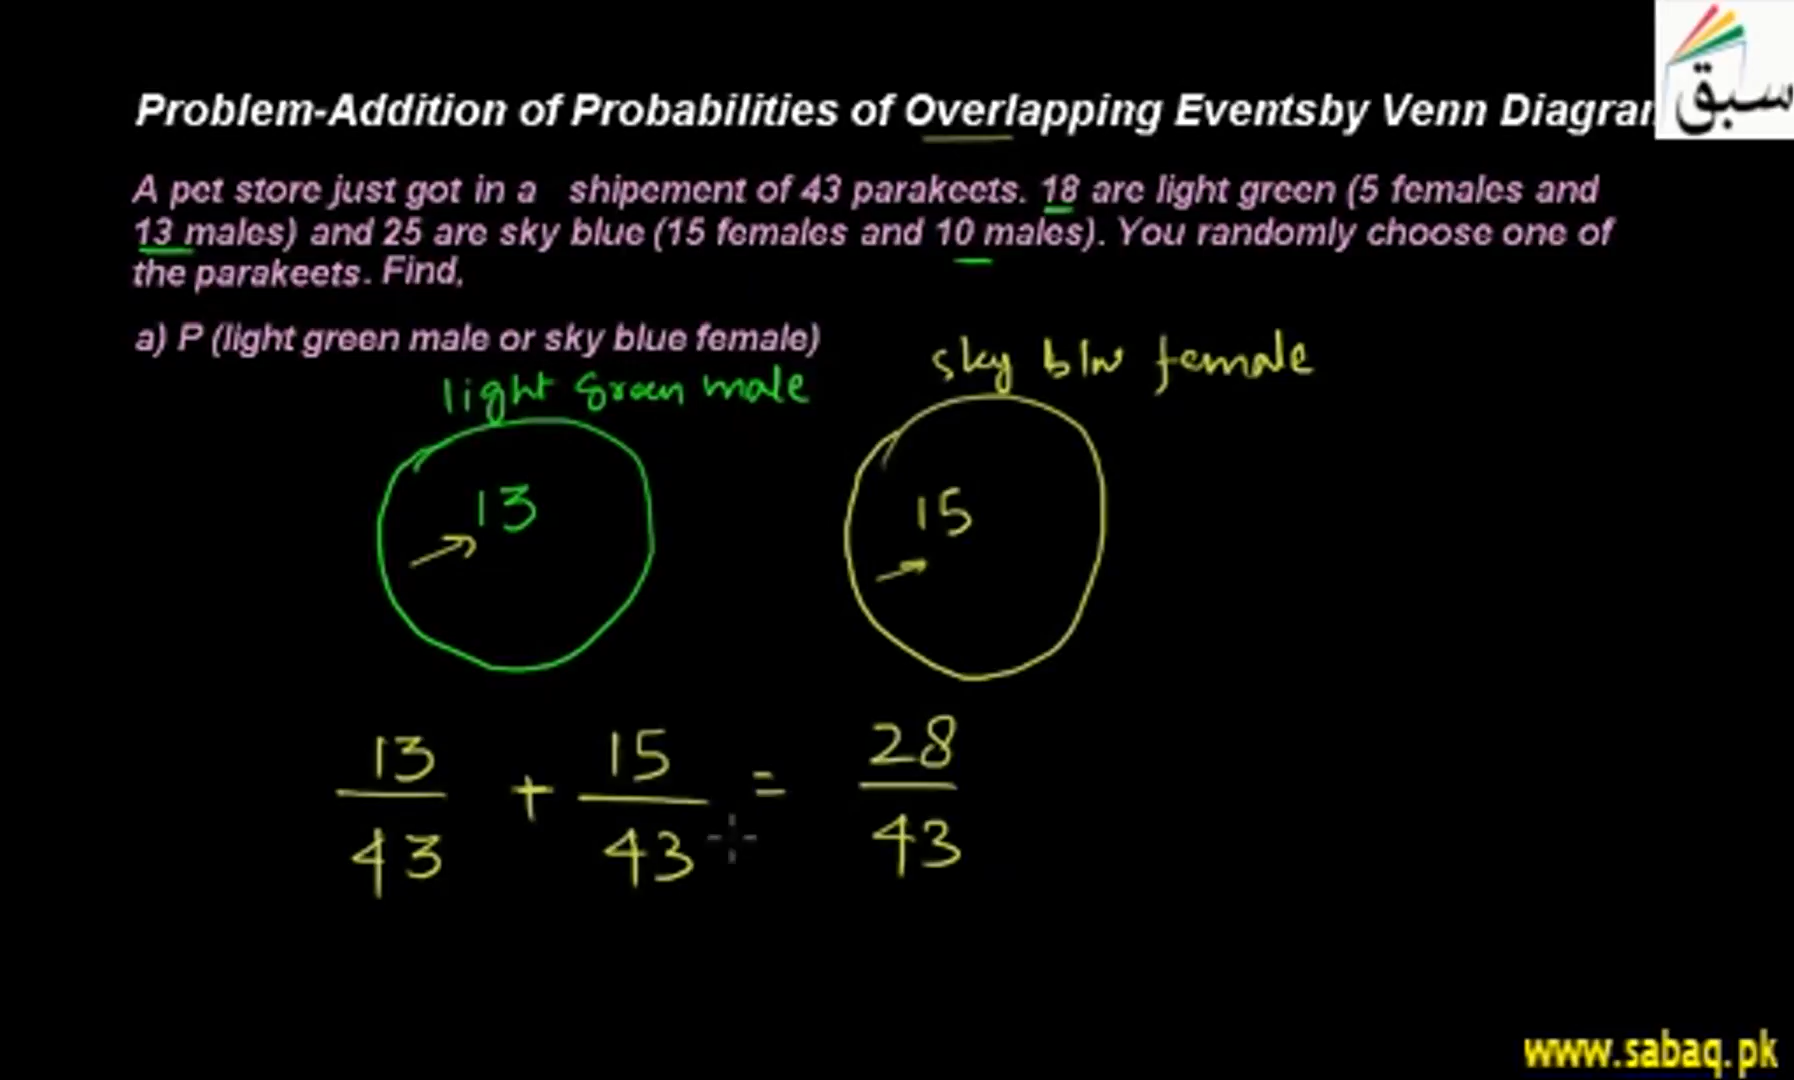 سبق
Problem-Addition of Probabilities of Overlapping Eventsby Venn Diagran
A pet store just got in a shipement of 43 parakeets. 18 are light green (5 females and
13 males) and 25 are sky blue (15 females and 10 males). You randomly choose one of
the parakeets. Find,
a) P (light green male or sky blue female)
sky blw female
light green male
13
15
13/43 + 15/43 = 28/43
www.sabaq.pk